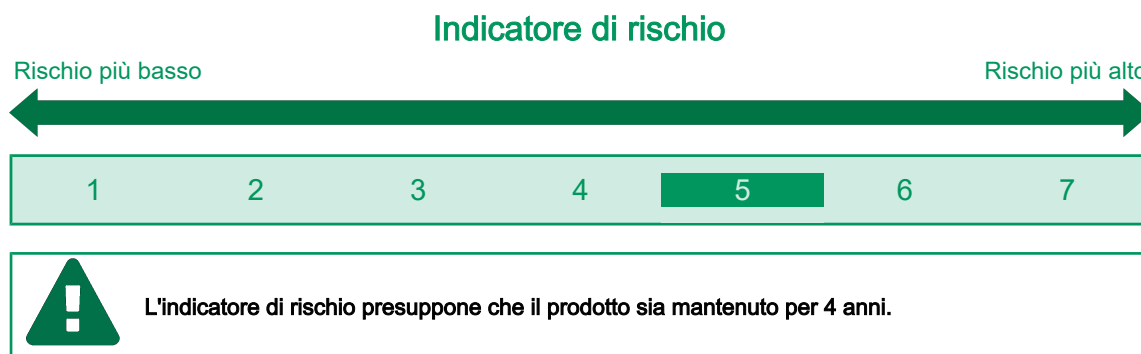 Indicatore di rischio
Rischio più basso Rischio più alto
1 2 3 4 5 6 7
L'indicatore di rischio presuppone che il prodotto sia mantenuto per 4 anni.